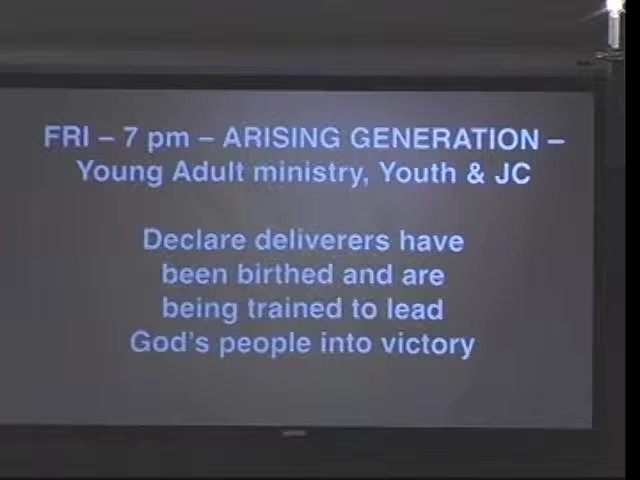 FRI – 7 pm – ARISING GENERATION –
Young Adult ministry, Youth & JC
Declare deliverers have
been birthed and are
being trained to lead
God's people into victory